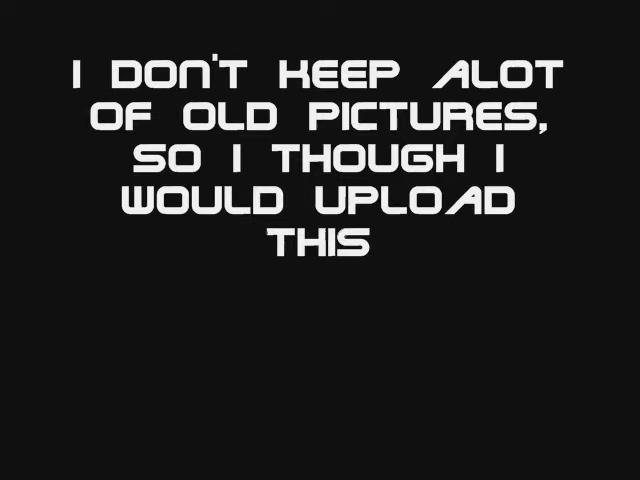 I DON'T KEEP ALOT
OF OLD PICTURES,
SO I THOUGH I
WOULD UPLOAD
THIS